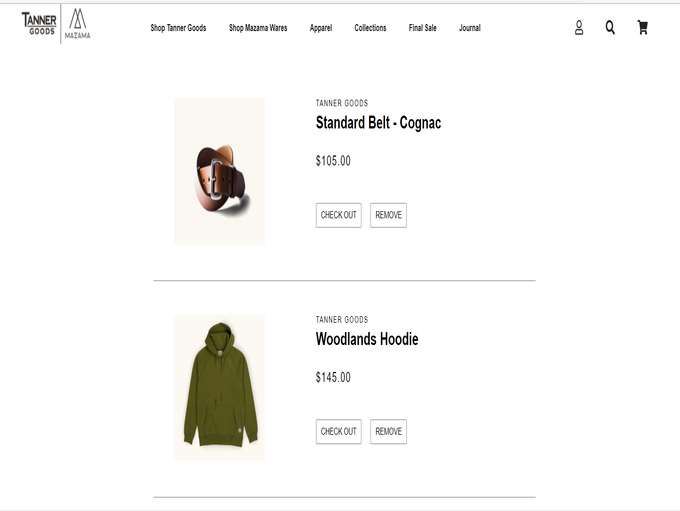 TANNER GOODS
MAZAMA
Shop Tanner Goods Shop Mazama Wares Apparel Collections Final Sale Journal
TANNER GOODS
Standard Belt - Cognac
$105.00
CHECK OUT REMOVE
TANNER GOODS
Woodlands Hoodie
$145.00
CHECK OUT REMOVE